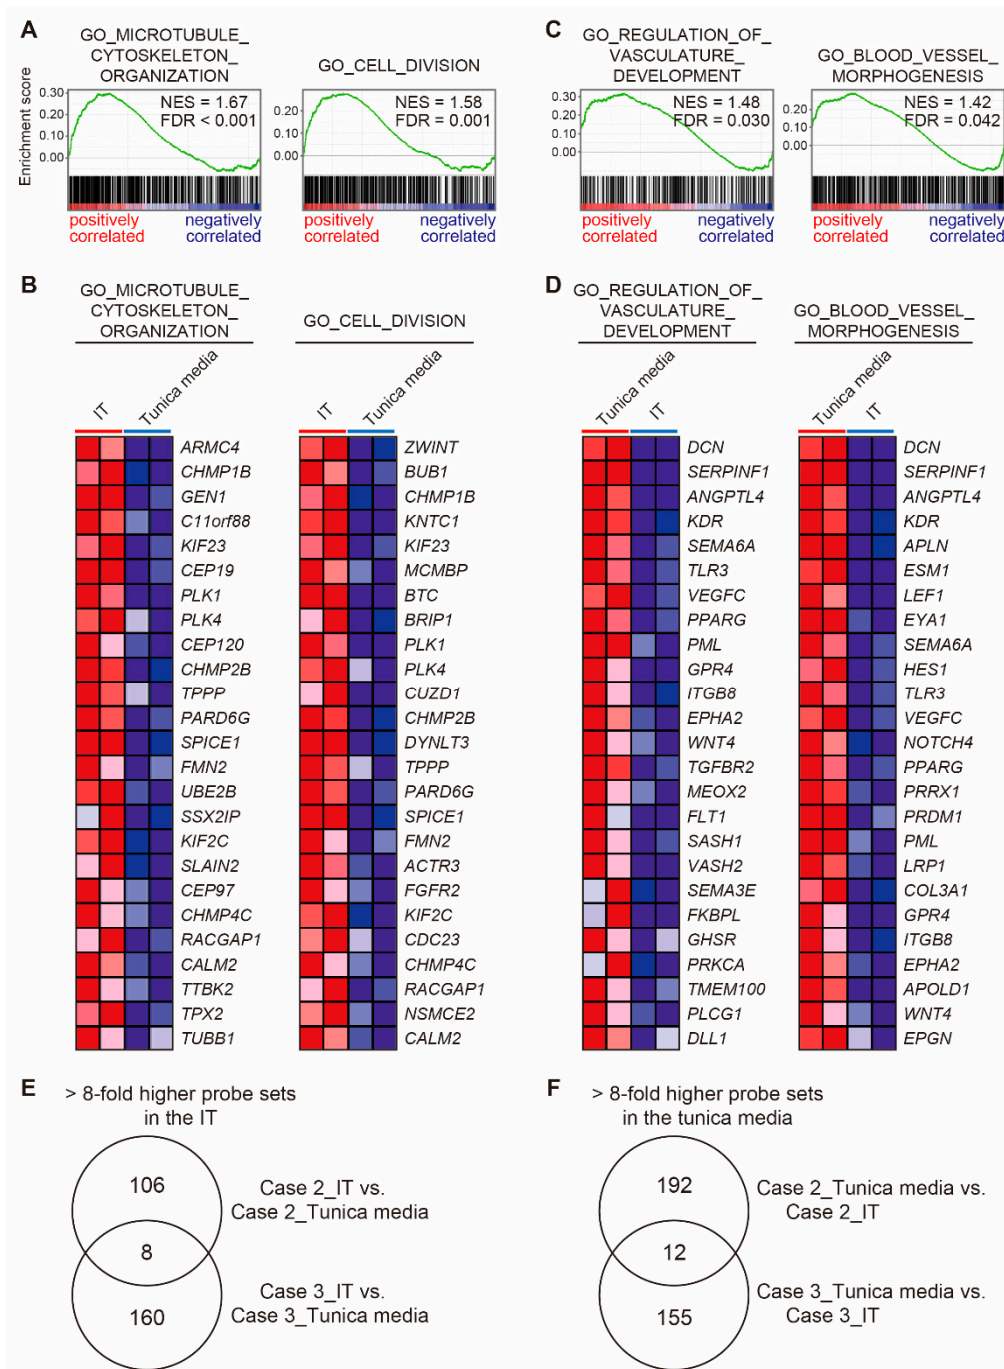 A
GO_MICROTUBULE_
CYTOSKELETON_
ORGANIZATION
GO_CELL_DIVISION
Enrichment score
0.30
0.20
0.10
0.00
NES = 1.67
FDR < 0.001
0.20
0.10
0.00
NES = 1.58
FDR = 0.001
positively
correlated
negatively
correlated
positively
correlated
negatively
correlated
C
GO_REGULATION_OF_
VASCULATURE_
DEVELOPMENT
GO_BLOOD_VESSEL_
MORPHOGENESIS
0.30
0.20
0.10
0.00
NES = 1.48
FDR = 0.030
0.20
0.10
0.00
NES = 1.42
FDR = 0.042
positively
correlated
negatively
correlated
positively
correlated
negatively
correlated
B
GO_MICROTUBULE_
CYTOSKELETON_
ORGANIZATION
IT
Tunica media
ARMC4
CHMP1B
GEN1
C11orf88
KIF23
CEP19
PLK1
PLK4
CEP120
CHMP2B
TPPP
PARD6G
SPICE1
FMN2
UBE2B
SSX2IP
KIF2C
SLAIN2
CEP97
CHMP4C
RACGAP1
CALM2
TTBK2
TPX2
TUBB1
GO_CELL_DIVISION
IT
Tunica media
ZWINT
BUB1
CHMP1B
KNTC1
KIF23
MCMBP
BTC
BRIP1
PLK1
PLK4
CUZD1
CHMP2B
DYNLT3
TPPP
PARD6G
SPICE1
FMN2
ACTR3
FGFR2
KIF2C
CDC23
CHMP4C
RACGAP1
NSMCE2
CALM2
D
GO_REGULATION_OF_
VASCULATURE_
DEVELOPMENT
Tunica media
IT
DCN
SERPINF1
ANGPTL4
KDR
SEMA6A
TLR3
VEGFC
PPARG
PML
GPR4
ITGB8
EPHA2
WNT4
TGFBR2
MEOX2
FLT1
SASH1
VASH2
SEMA3E
FKBPL
GHSR
PRKCA
TMEM100
PLCG1
DLL1
GO_BLOOD_VESSEL_
MORPHOGENESIS
Tunica media
IT
DCN
SERPINF1
ANGPTL4
KDR
APLN
ESM1
LEF1
EYA1
SEMA6A
HES1
TLR3
VEGFC
NOTCH4
PPARG
PRRX1
PRDM1
PML
LRP1
COL3A1
GPR4
ITGB8
EPHA2
APOLD1
WNT4
EPGN
E
> 8-fold higher probe sets
in the IT
106
Case 2_IT vs.
Case 2_Tunica media
8
Case 3_IT vs.
Case 3_Tunica media
160
F
> 8-fold higher probe sets
in the tunica media
192
Case 2_Tunica media vs.
Case 2_IT
12
Case 3_Tunica media vs.
Case 3_IT
155